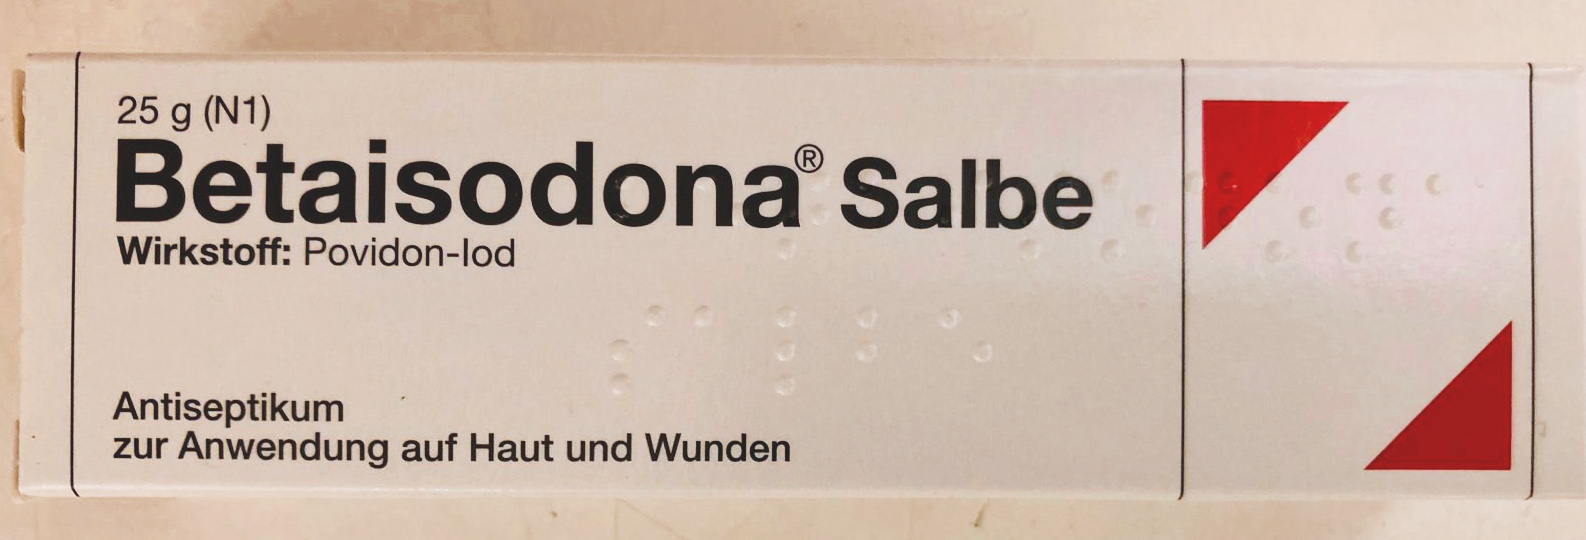 25 g (N1)
Betaisodona® Salbe
Wirkstoff: Povidon-Iod
Antiseptikum
zur Anwendung auf Haut und Wunden